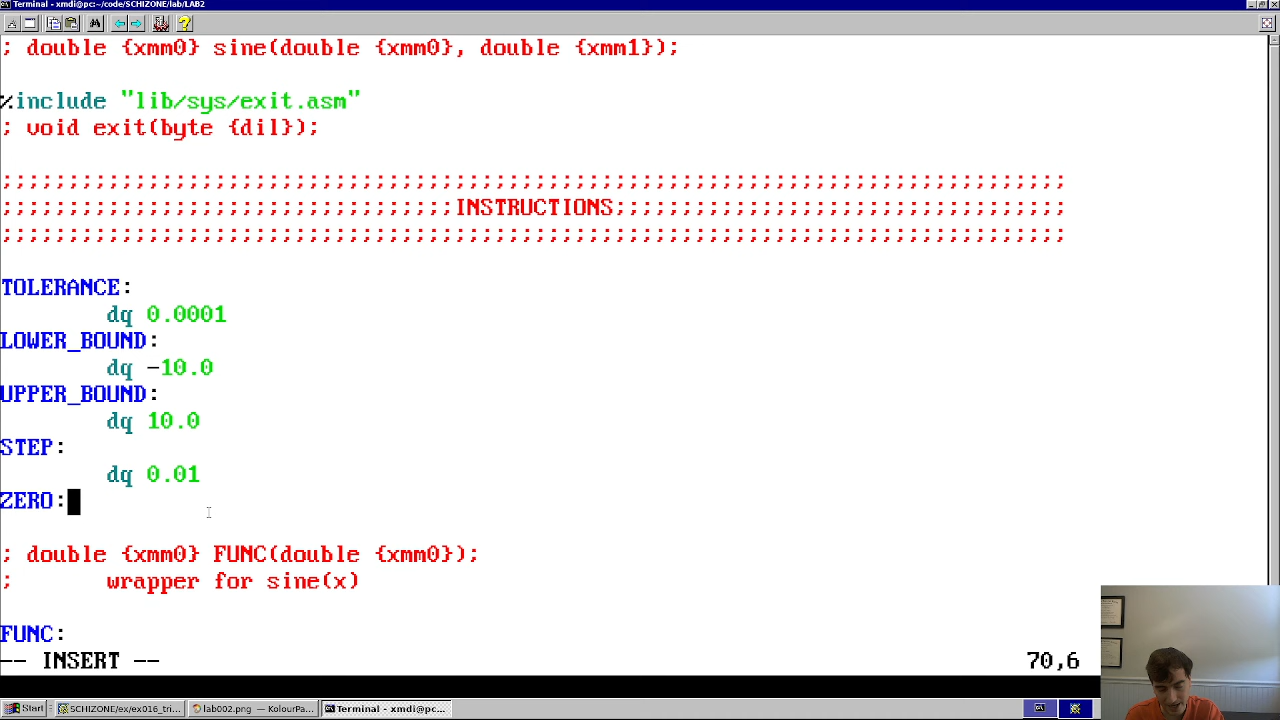 Terminal - xmdi@pc:~/code/SCHIZONE/lab/LAB2
; double {xmm0} sine(double {xmm0}, double {xmm1});
%include "lib/sys/exit.asm"
; void exit(byte {dil});
;;;;;;;;;;;;;;;;;;;;;;;;;;;;;;;;;;;;;;;;;;;;;;;;;;;;;;;;;;;;;;;;;;;;;;;;;;;;;;;;
;;;;;;;;;;;;;;;;;;;;;;;;;;;;;;;;;;INSTRUCTIONS;;;;;;;;;;;;;;;;;;;;;;;;;;;;;;;;;;
;;;;;;;;;;;;;;;;;;;;;;;;;;;;;;;;;;;;;;;;;;;;;;;;;;;;;;;;;;;;;;;;;;;;;;;;;;;;;;;;
TOLERANCE:
dq 0.0001
LOWER_BOUND:
dq -10.0
UPPER_BOUND:
dq 10.0
STEP:
dq 0.01
ZERO:
; double {xmm0} FUNC(double {xmm0});
; wrapper for sine(x)
FUNC:
-- INSERT -- 70,6
Start SCHIZONE/ex/ex016_tri... lab002.png — KolourPa... Terminal - xmdi@pc...